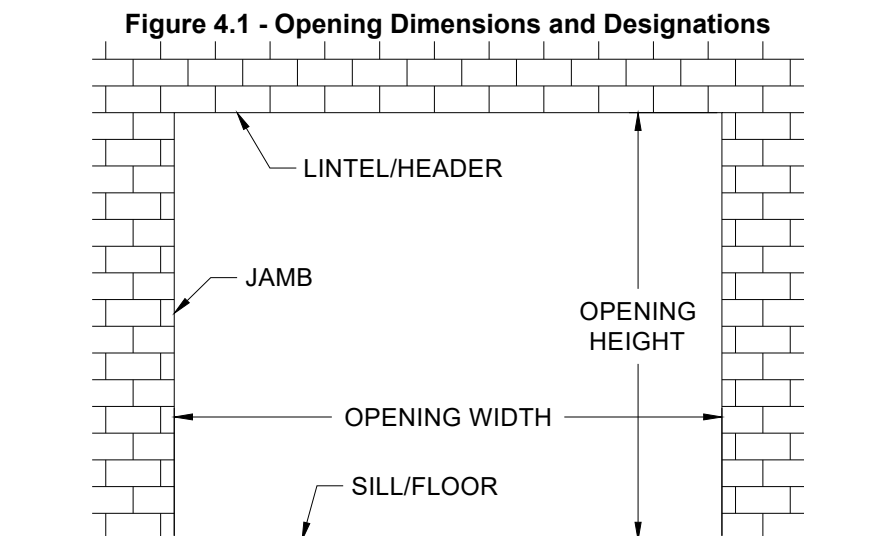 Figure 4.1 - Opening Dimensions and Designations
LINTEL/HEADER
JAMB
OPENING
HEIGHT
OPENING WIDTH
SILL/FLOOR